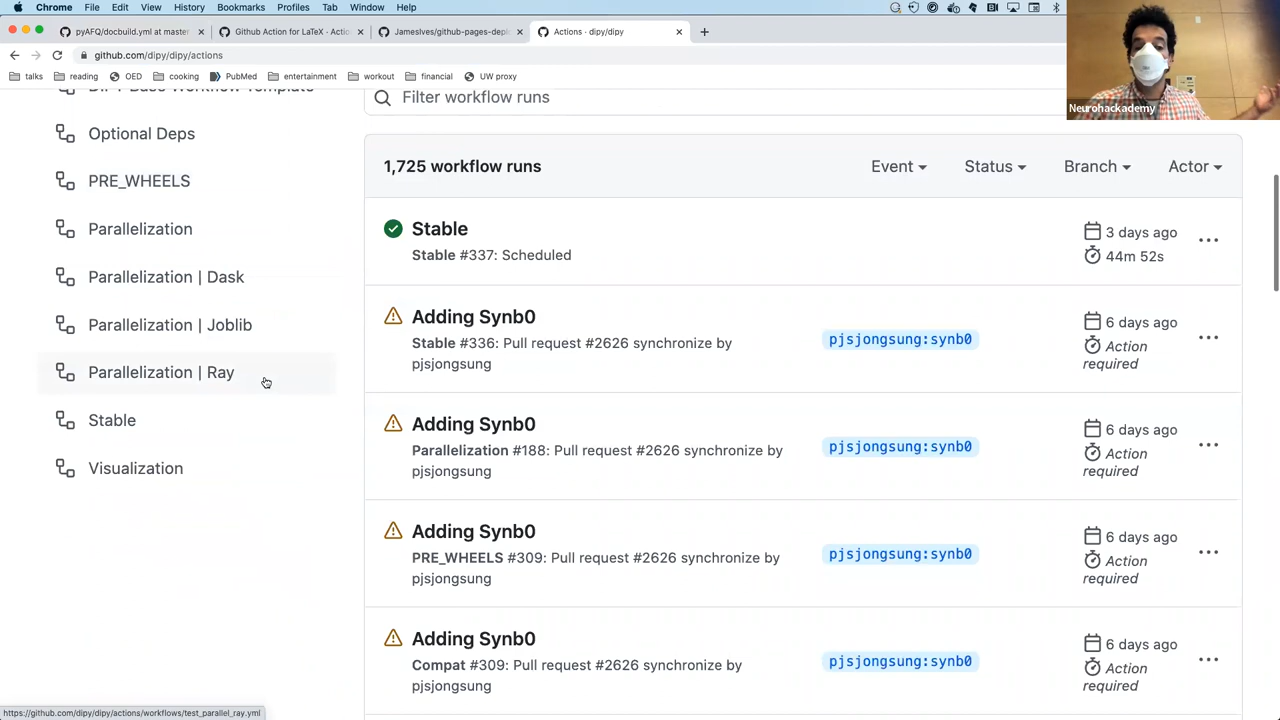 Chrome File Edit View History Bookmarks Profiles Tab Window Help
pyAFQ/docbuild.yml at master
Github Action for LaTeX · Actio
JamesIves/github-pages-deplo
Actions · dipy/dipy
github.com/dipy/dipy/actions
talks reading OED cooking PubMed entertainment workout financial UW proxy
Neurohackademy
DIPY Base Workflow Template
Optional Deps
PRE_WHEELS
Parallelization
Parallelization | Dask
Parallelization | Joblib
Parallelization | Ray
Stable
Visualization
Filter workflow runs
1,725 workflow runs
Event Status Branch Actor
Stable
Stable #337: Scheduled
3 days ago
44m 52s
Adding Synb0
Stable #336: Pull request #2626 synchronize by
pjsjongsung
pjsjongsung:synb0
6 days ago
Action
required
Adding Synb0
Parallelization #188: Pull request #2626 synchronize by
pjsjongsung
pjsjongsung:synb0
6 days ago
Action
required
Adding Synb0
PRE_WHEELS #309: Pull request #2626 synchronize by
pjsjongsung
pjsjongsung:synb0
6 days ago
Action
required
Adding Synb0
Compat #309: Pull request #2626 synchronize by
pjsjongsung
pjsjongsung:synb0
6 days ago
Action
required
https://github.com/dipy/dipy/actions/workflows/test_parallel_ray.yml